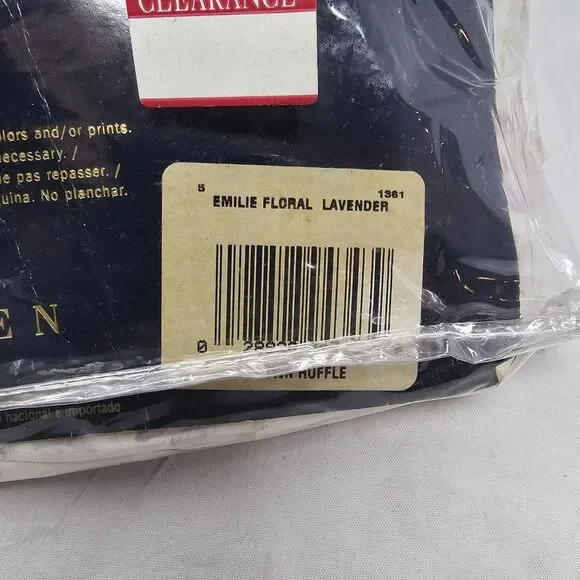 CLEARANCE
lors and/or prints.
necessary. /
e pas repasser. /
uina. No planchar.
5 1361
EMILIE FLORAL LAVENDER
0
RUFFLE
E N
nacional e importado